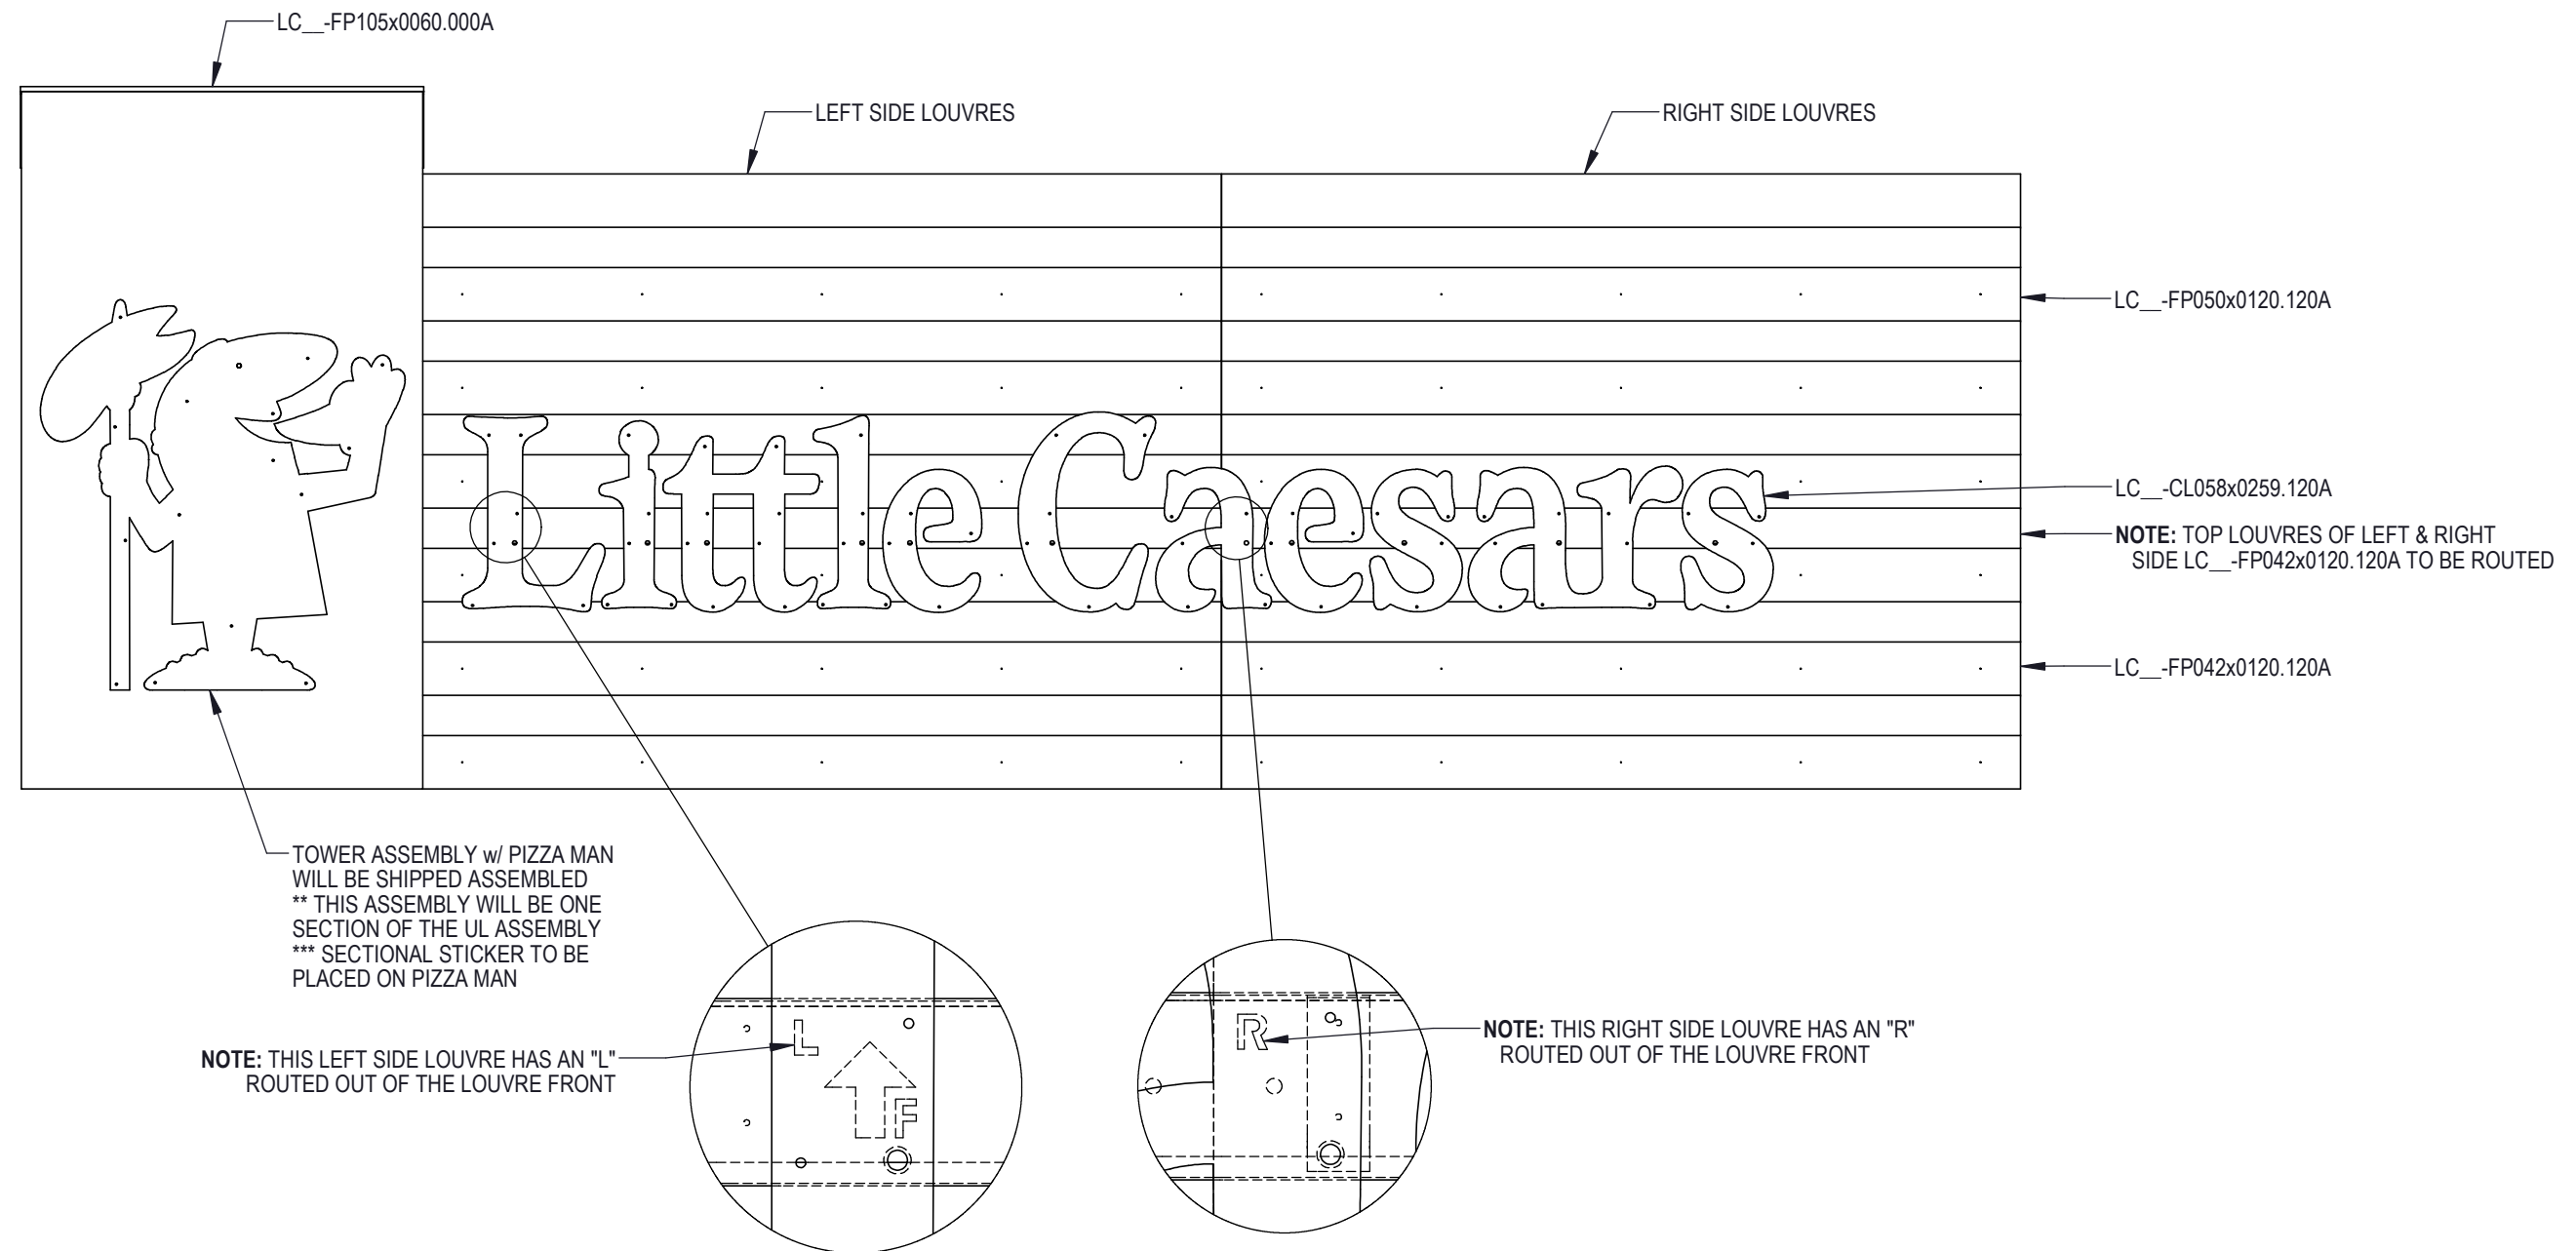 LC__-FP105x0060.000A
LEFT SIDE LOUVRES
RIGHT SIDE LOUVRES
LC__-FP050x0120.120A
Little Caesars
LC__-CL058x0259.120A
NOTE: TOP LOUVRES OF LEFT & RIGHT
SIDE LC__-FP042x0120.120A TO BE ROUTED
LC__-FP042x0120.120A
TOWER ASSEMBLY w/ PIZZA MAN
WILL BE SHIPPED ASSEMBLED
** THIS ASSEMBLY WILL BE ONE
SECTION OF THE UL ASSEMBLY
*** SECTIONAL STICKER TO BE
PLACED ON PIZZA MAN
NOTE: THIS LEFT SIDE LOUVRE HAS AN "L"
ROUTED OUT OF THE LOUVRE FRONT
L
F
R
NOTE: THIS RIGHT SIDE LOUVRE HAS AN "R"
ROUTED OUT OF THE LOUVRE FRONT